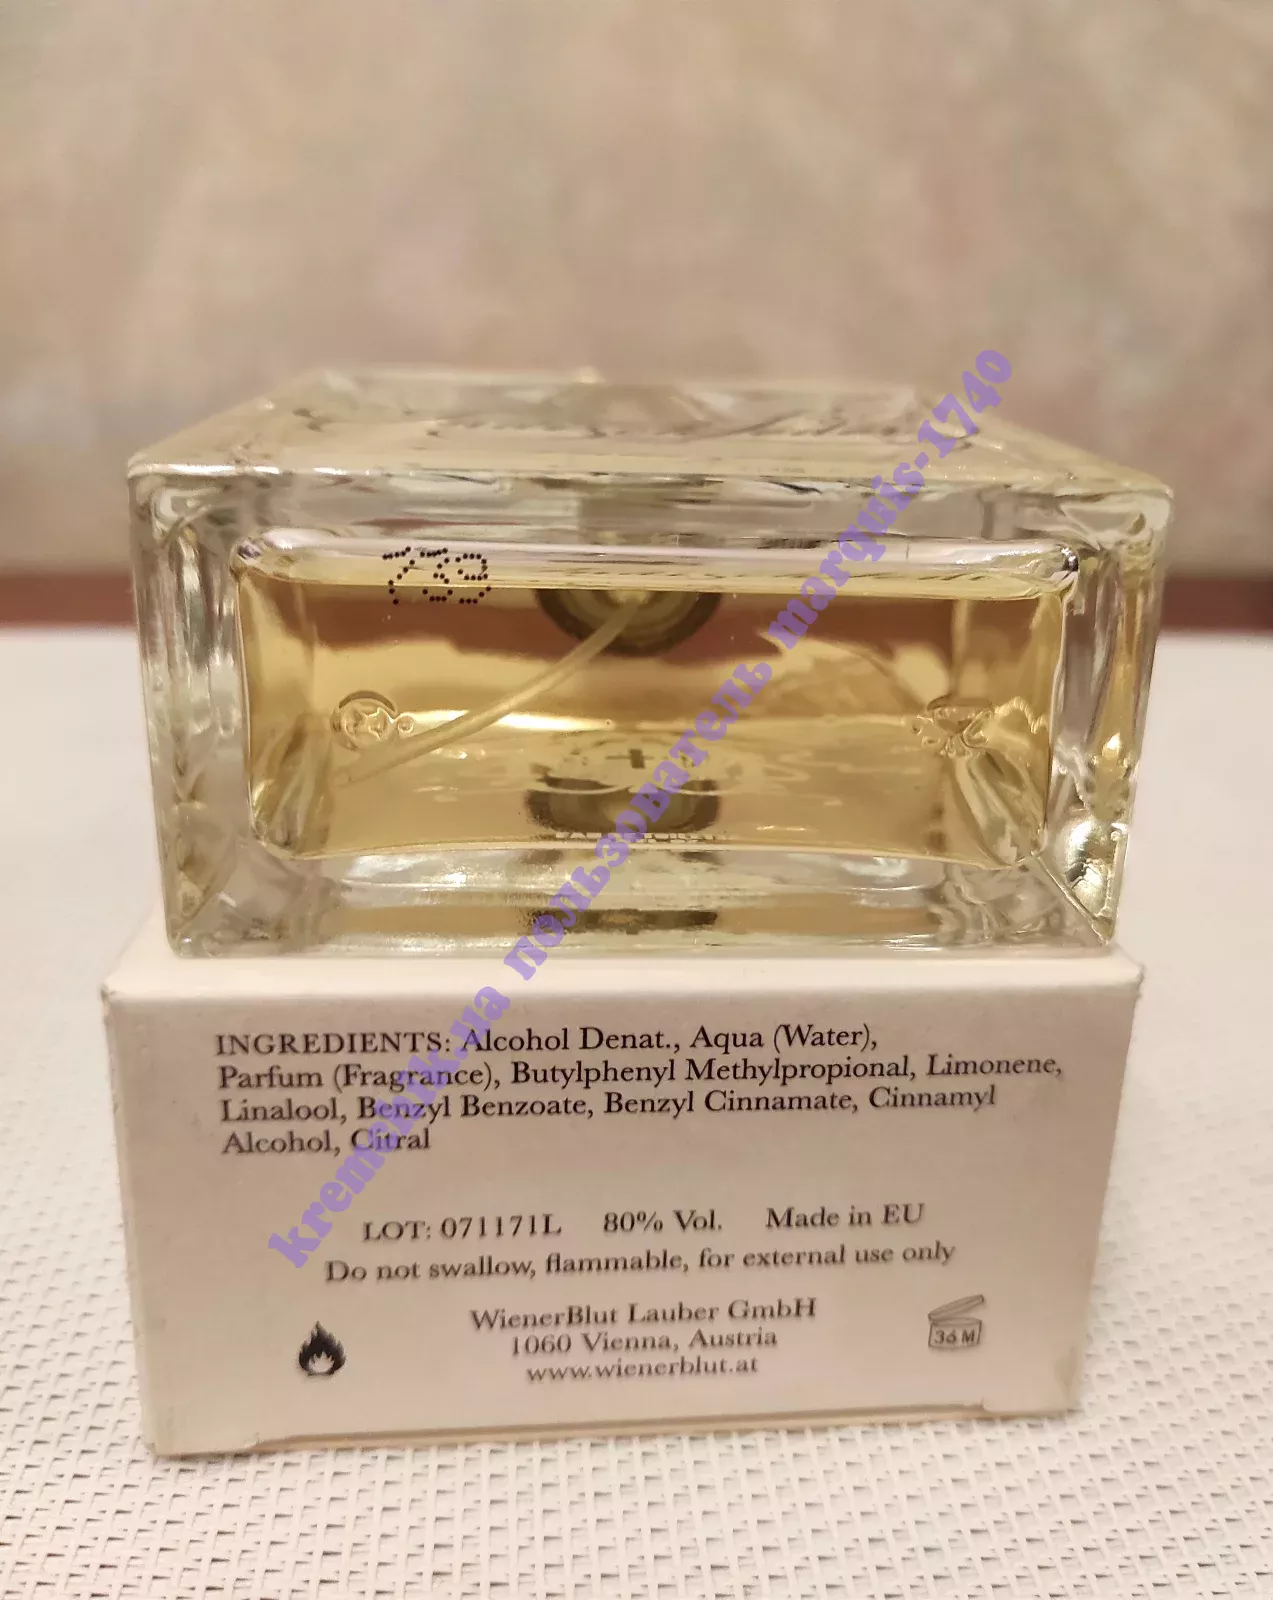 INGREDIENTS: Alcohol Denat., Aqua (Water),
Parfum (Fragrance), Butylphenyl Methylpropional, Limonene,
Linalool, Benzyl Benzoate, Benzyl Cinnamate, Cinnamyl
Alcohol, Citral
LOT: 071171L 80% Vol. Made in EU
Do not swallow, flammable, for external use only
WienerBlut Lauber GmbH
1060 Vienna, Austria
www.wienerblut.at
36 M
kremchik.ua пользователь marquis-1740